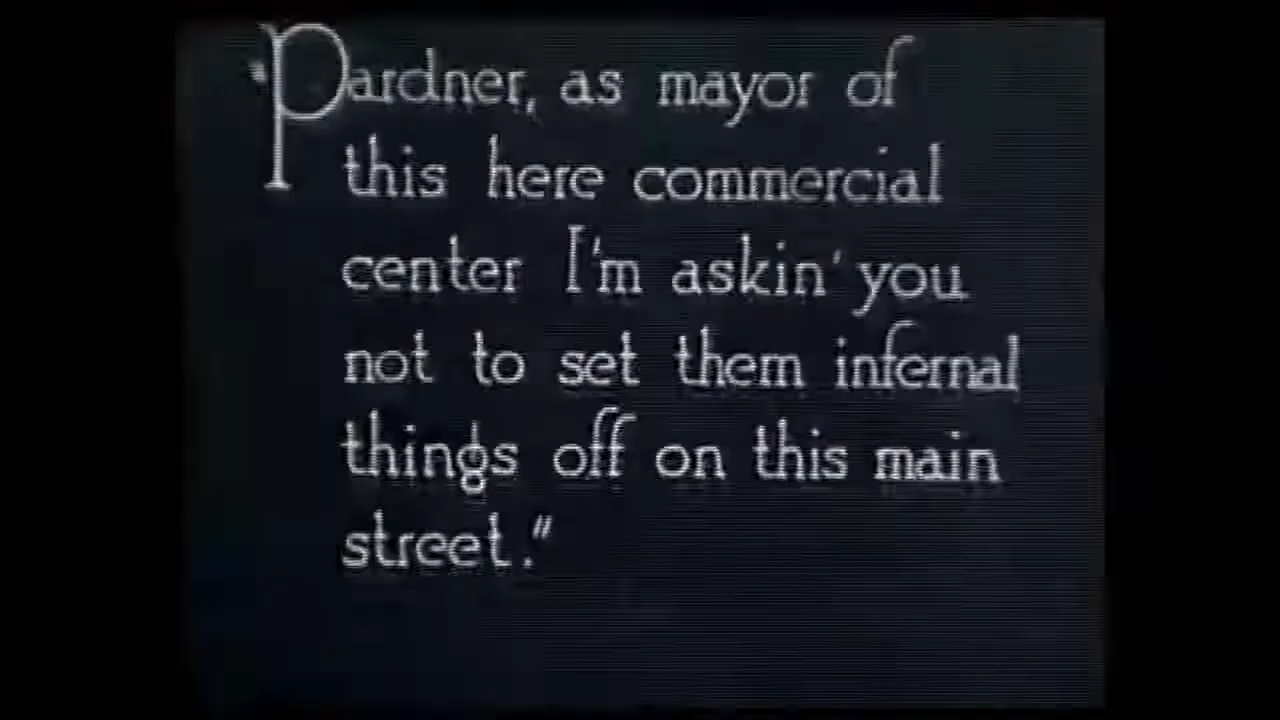 "Pardner, as mayor of
this here commercial
center I'm askin' you
not to set them infernal
things off on this main
street."